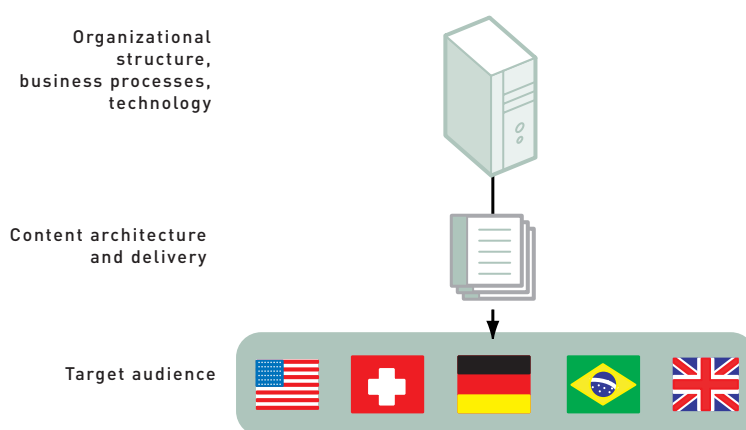 Organizational
structure,
business processes,
technology
Content architecture
and delivery
Target audience